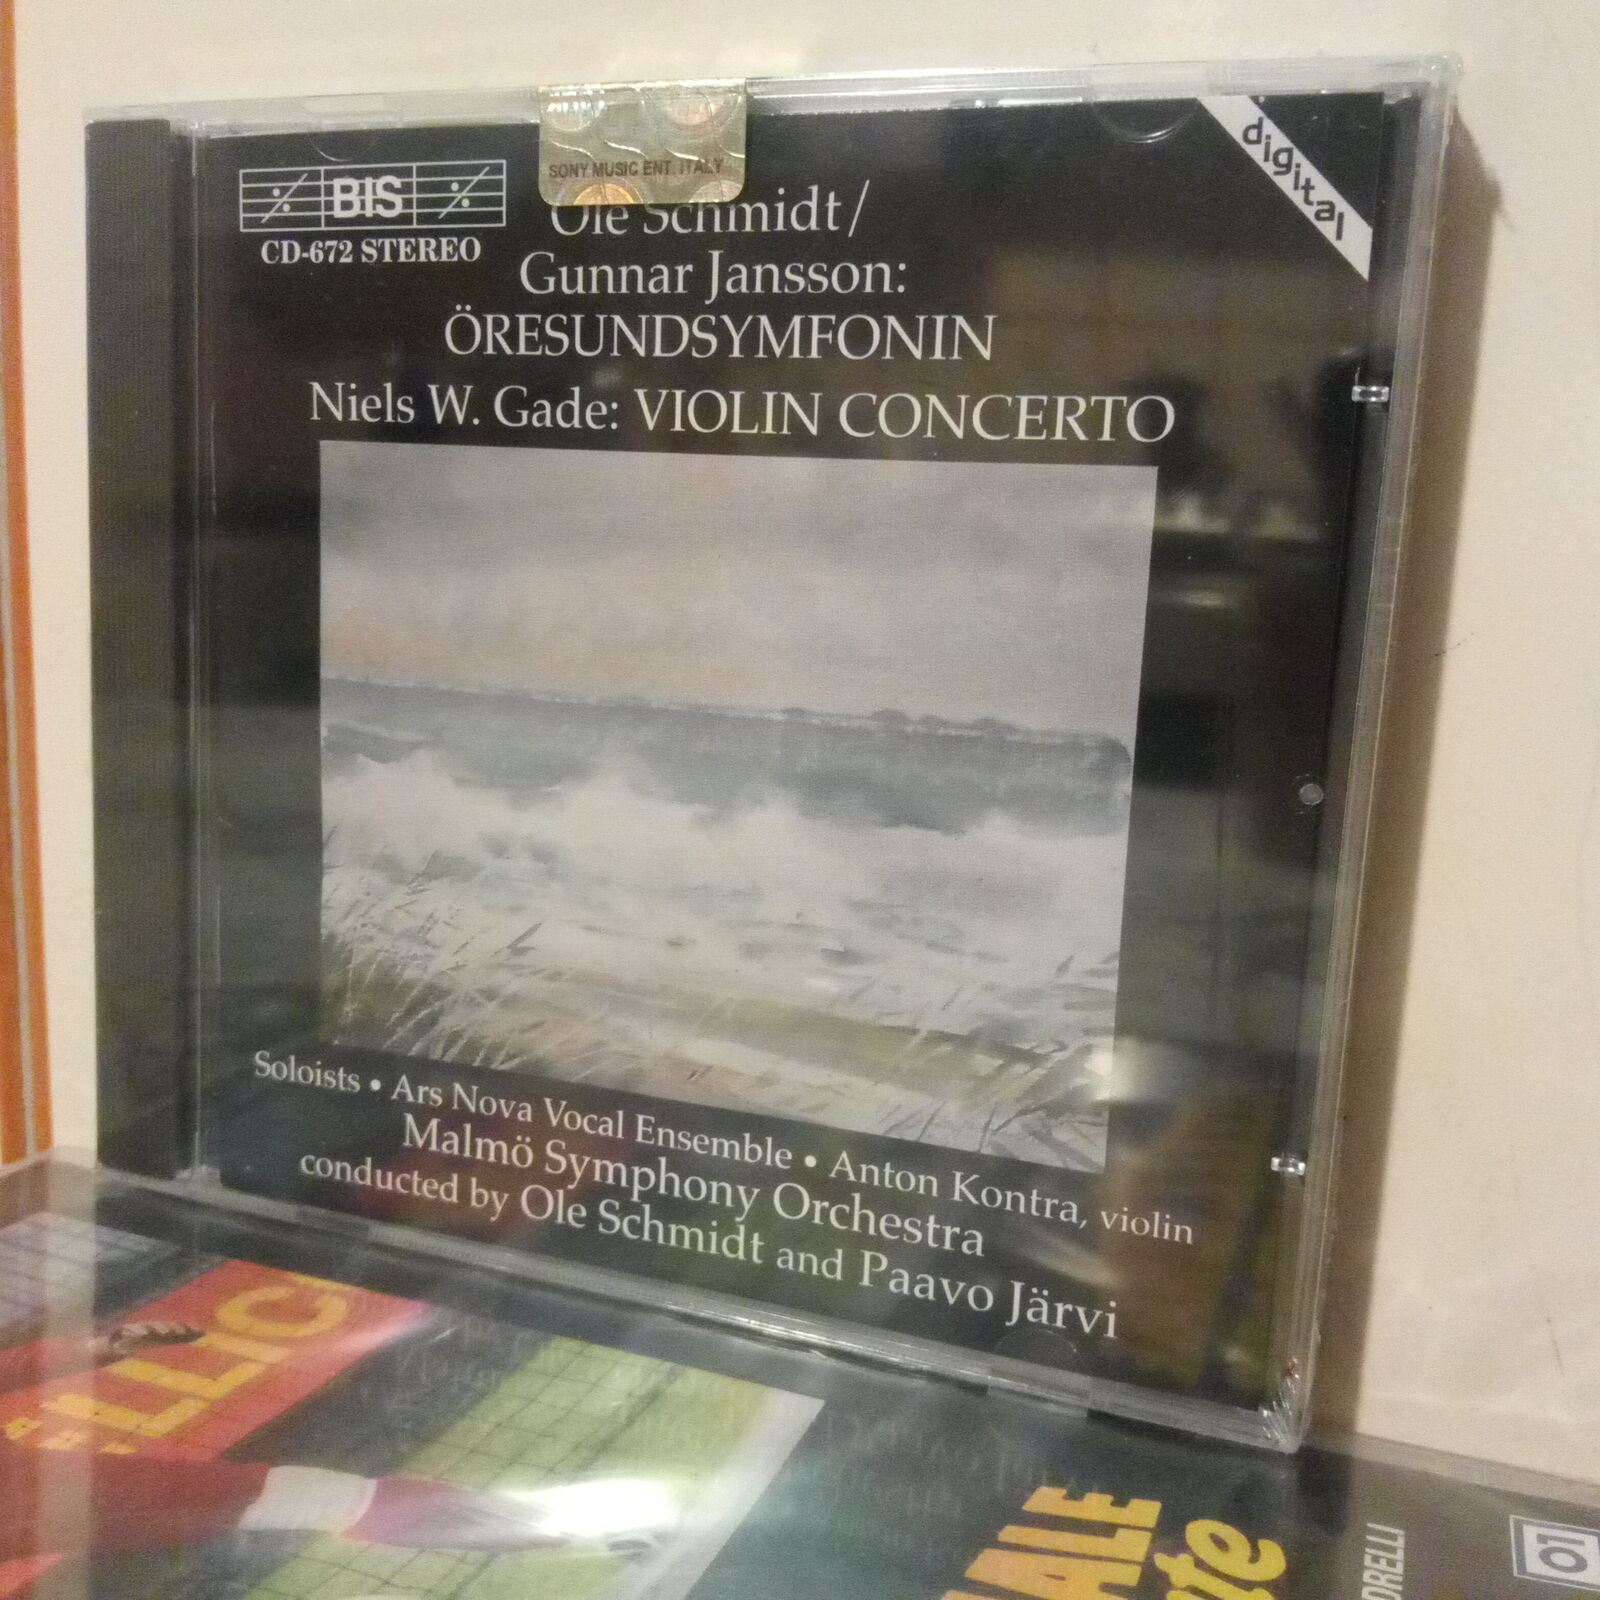 SONY MUSIC ENT. ITALY
BIS
CD-672 STEREO
digital
Ole Schmidt/
Gunnar Jansson:
ÖRESUNDSYMFONIN
Niels W. Gade: VIOLIN CONCERTO
Soloists • Ars Nova Vocal Ensemble • Anton Kontra, violin
Malmö Symphony Orchestra
conducted by Ole Schmidt and Paavo Järvi
01